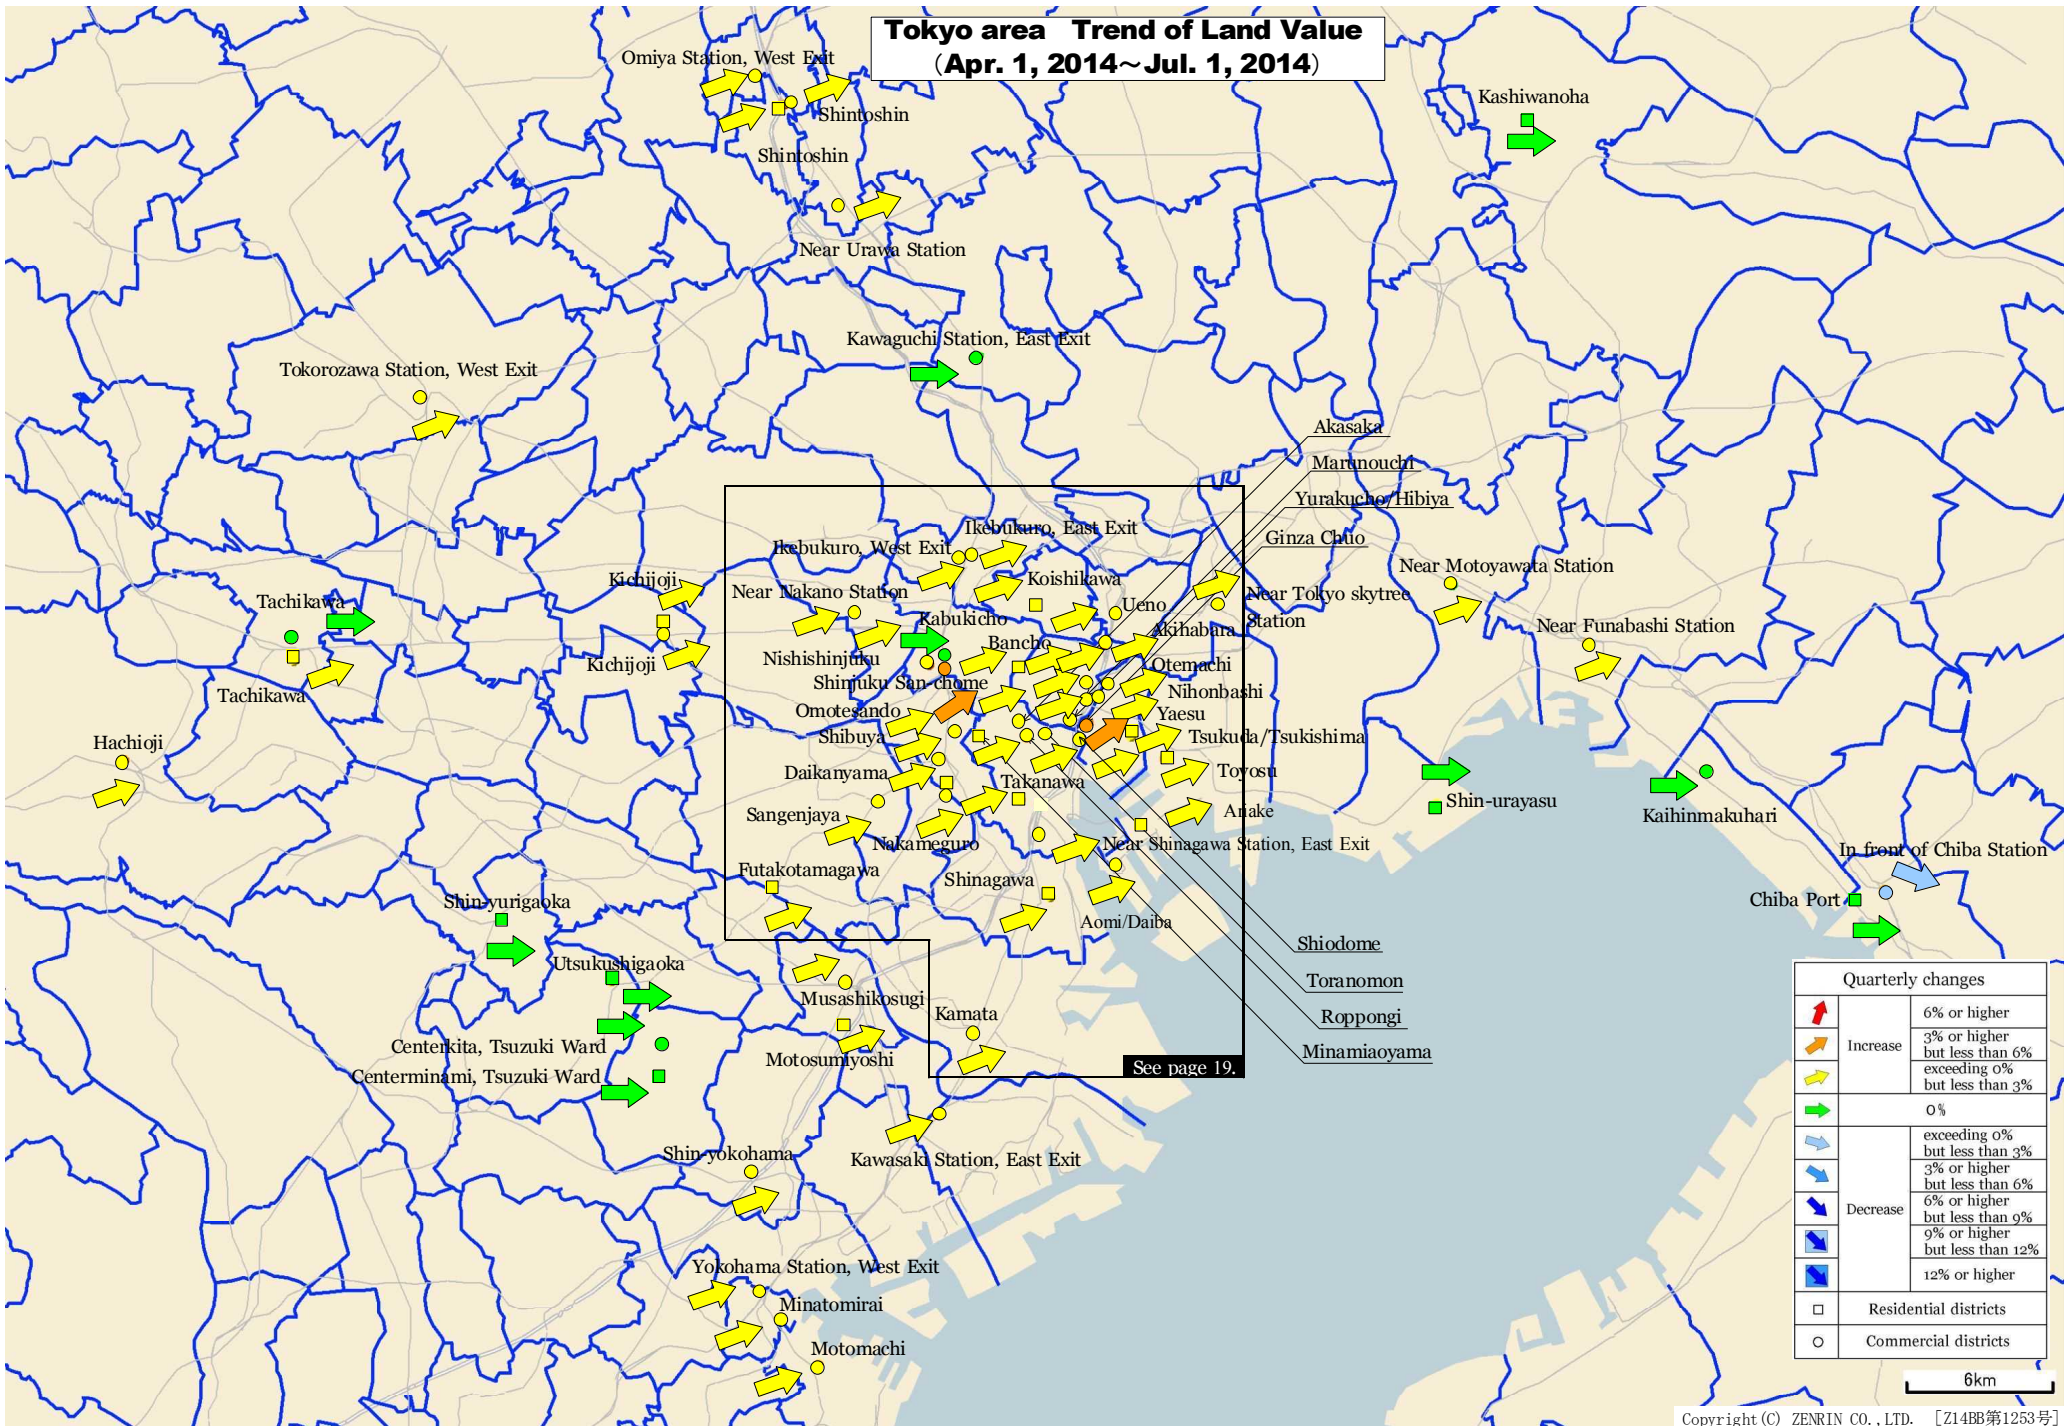 Tokyo area Trend of Land Value
(Apr. 1, 2014～Jul. 1, 2014)
Omiya Station, West Exit
Shintoshin
Shintoshin
Near Urawa Station
Kashiwanoha
Kawaguchi Station, East Exit
Tokorozawa Station, West Exit
Akasaka
Marunouchi
Yurakucho/Hibiya
Ginza Chuo
Ikebukuro, East Exit
Ikebukuro, West Exit
Koishikawa
Near Nakano Station
Kabukicho
Ueno
Near Tokyo skytree
Station
Near Motoyawata Station
Near Funabashi Station
Kichijoji
Kichijoji
Tachikawa
Tachikawa
Hachioji
Nishishinjuku
Bancho
Akihabara
Otemachi
Shinjuku San-chome
Nihonbashi
Omotesando
Yaesu
Shibuya
Tsukuda/Tsukishima
Daikanyama
Takanawa
Toyosu
Sangenjaya
Ariake
Nakameguro
Near Shinagawa Station, East Exit
Futakotamagawa
Shinagawa
Aomi/Daiba
Shin-urayasu
Kaihinmakuhari
In front of Chiba Station
Chiba Port
Shin-yurigaoka
Utsukushigaoka
Musashikosugi
Kamata
Shiodome
Toranomon
Roppongi
Minamiaoyama
Centerkita, Tsuzuki Ward
Motosumiyoshi
Centerminami, Tsuzuki Ward
See page 19.
Shin-yokohama
Kawasaki Station, East Exit
Yokohama Station, West Exit
Minatomirai
Motomachi
Quarterly changes
Increase
6% or higher
3% or higher
but less than 6%
exceeding 0%
but less than 3%
0%
Decrease
exceeding 0%
but less than 3%
3% or higher
but less than 6%
6% or higher
but less than 9%
9% or higher
but less than 12%
12% or higher
Residential districts
Commercial districts
6km
Copyright(C) ZENRIN CO.,LTD. [Z14BB第1253号]